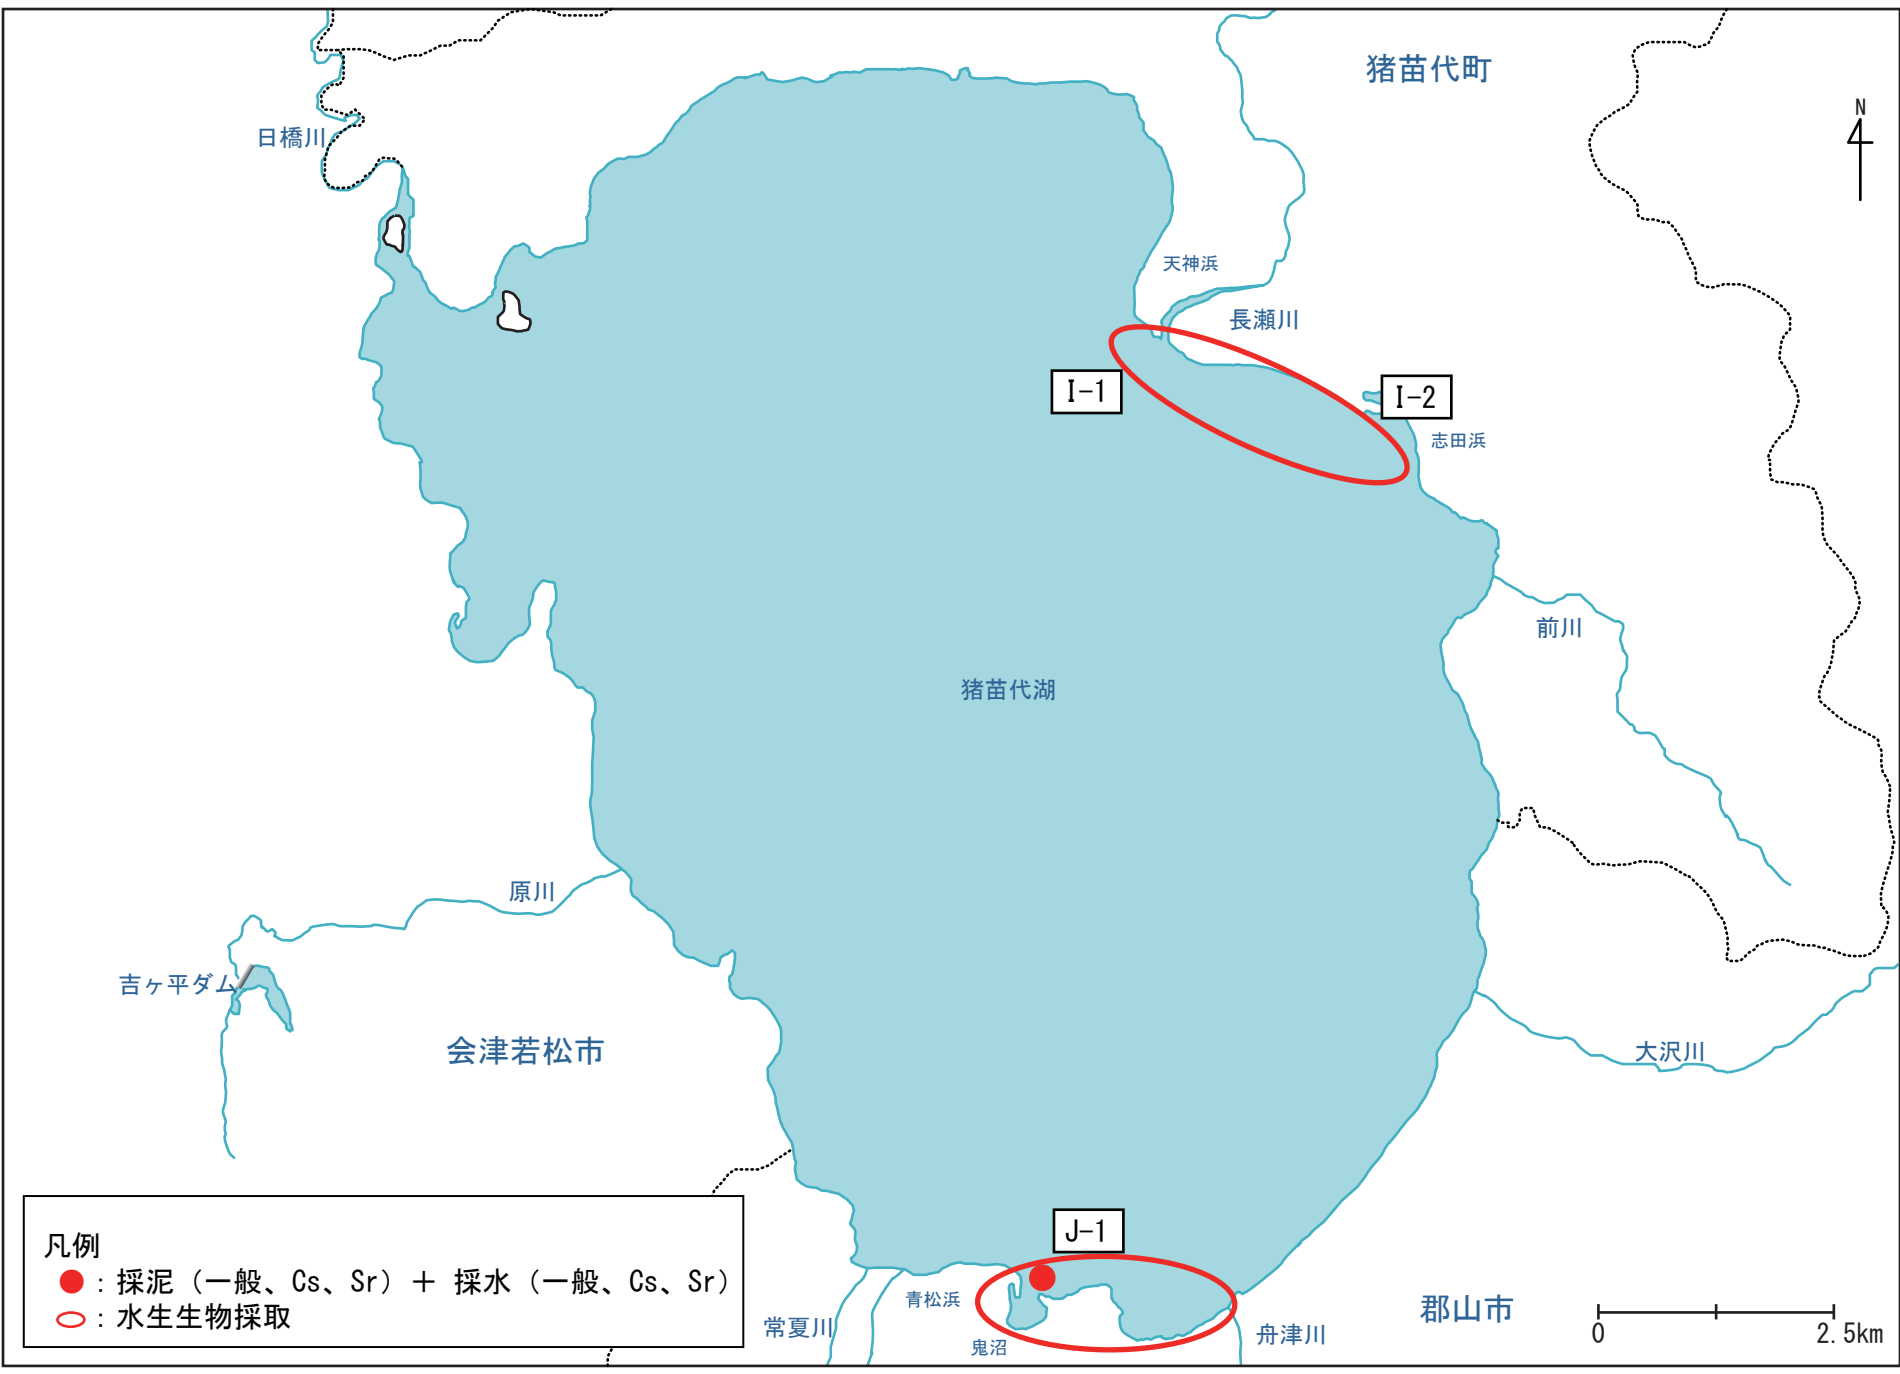 猪苗代町
N
日橋川
天神浜
長瀬川
I-1
I-2
志田浜
前川
猪苗代湖
原川
吉ヶ平ダム
会津若松市
大沢川
J-1
凡例
：採泥（一般、Cs、Sr）＋ 採水（一般、Cs、Sr）
：水生生物採取
青松浜
常夏川
鬼沼
舟津川
郡山市
0 2.5km